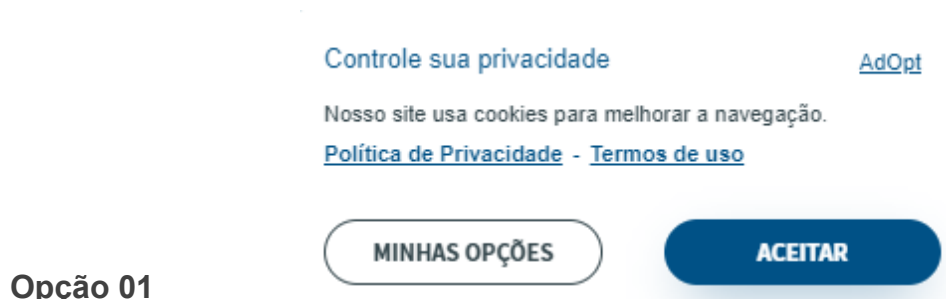 Controle sua privacidade AdOpt
Nosso site usa cookies para melhorar a navegação.
Política de Privacidade - Termos de uso
MINHAS OPÇÕES ACEITAR
Opção 01